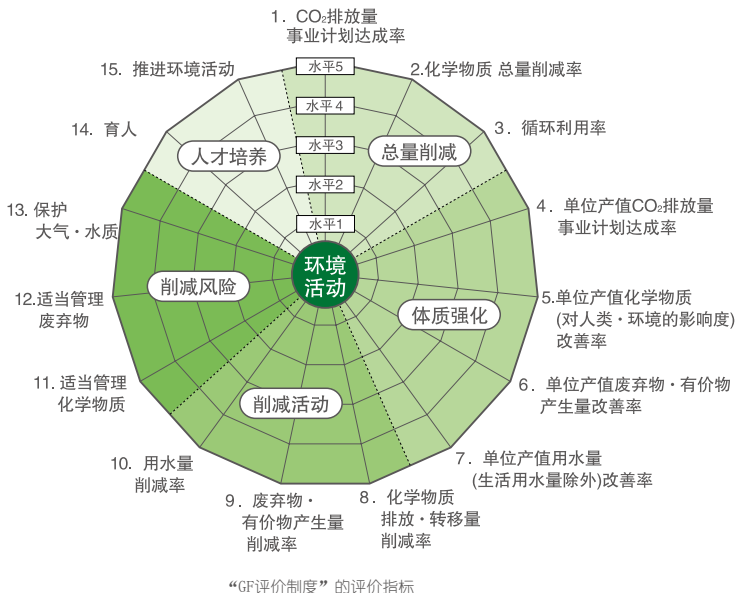 1．CO₂排放量
事业计划达成率
15．推进环境活动
水平5
2.化学物质 总量削减率
水平4
14．育人
人才培养
水平3
总量削减
3．循环利用率
水平2
13. 保护
大气·水质
水平1
4．单位产值CO₂排放量
事业计划达成率
环境
活动
削减风险
体质强化
12.适当管理
废弃物
5.单位产值化学物质
(对人类·环境的影响度)
改善率
11. 适当管理
化学物质
削减活动
6．单位产值废弃物·有价物
产生量改善率
10．用水量
削减率
7．单位产值用水量
(生活用水量除外)改善率
9．废弃物·
有价物产生量
削减率
8．化学物质
排放·转移量
削减率
“GF评价制度”的评价指标